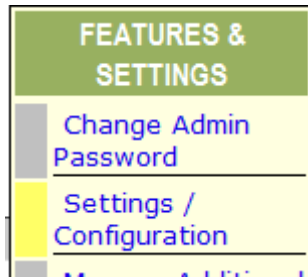 FEATURES &
SETTINGS
Change Admin
Password
Settings /
Configuration